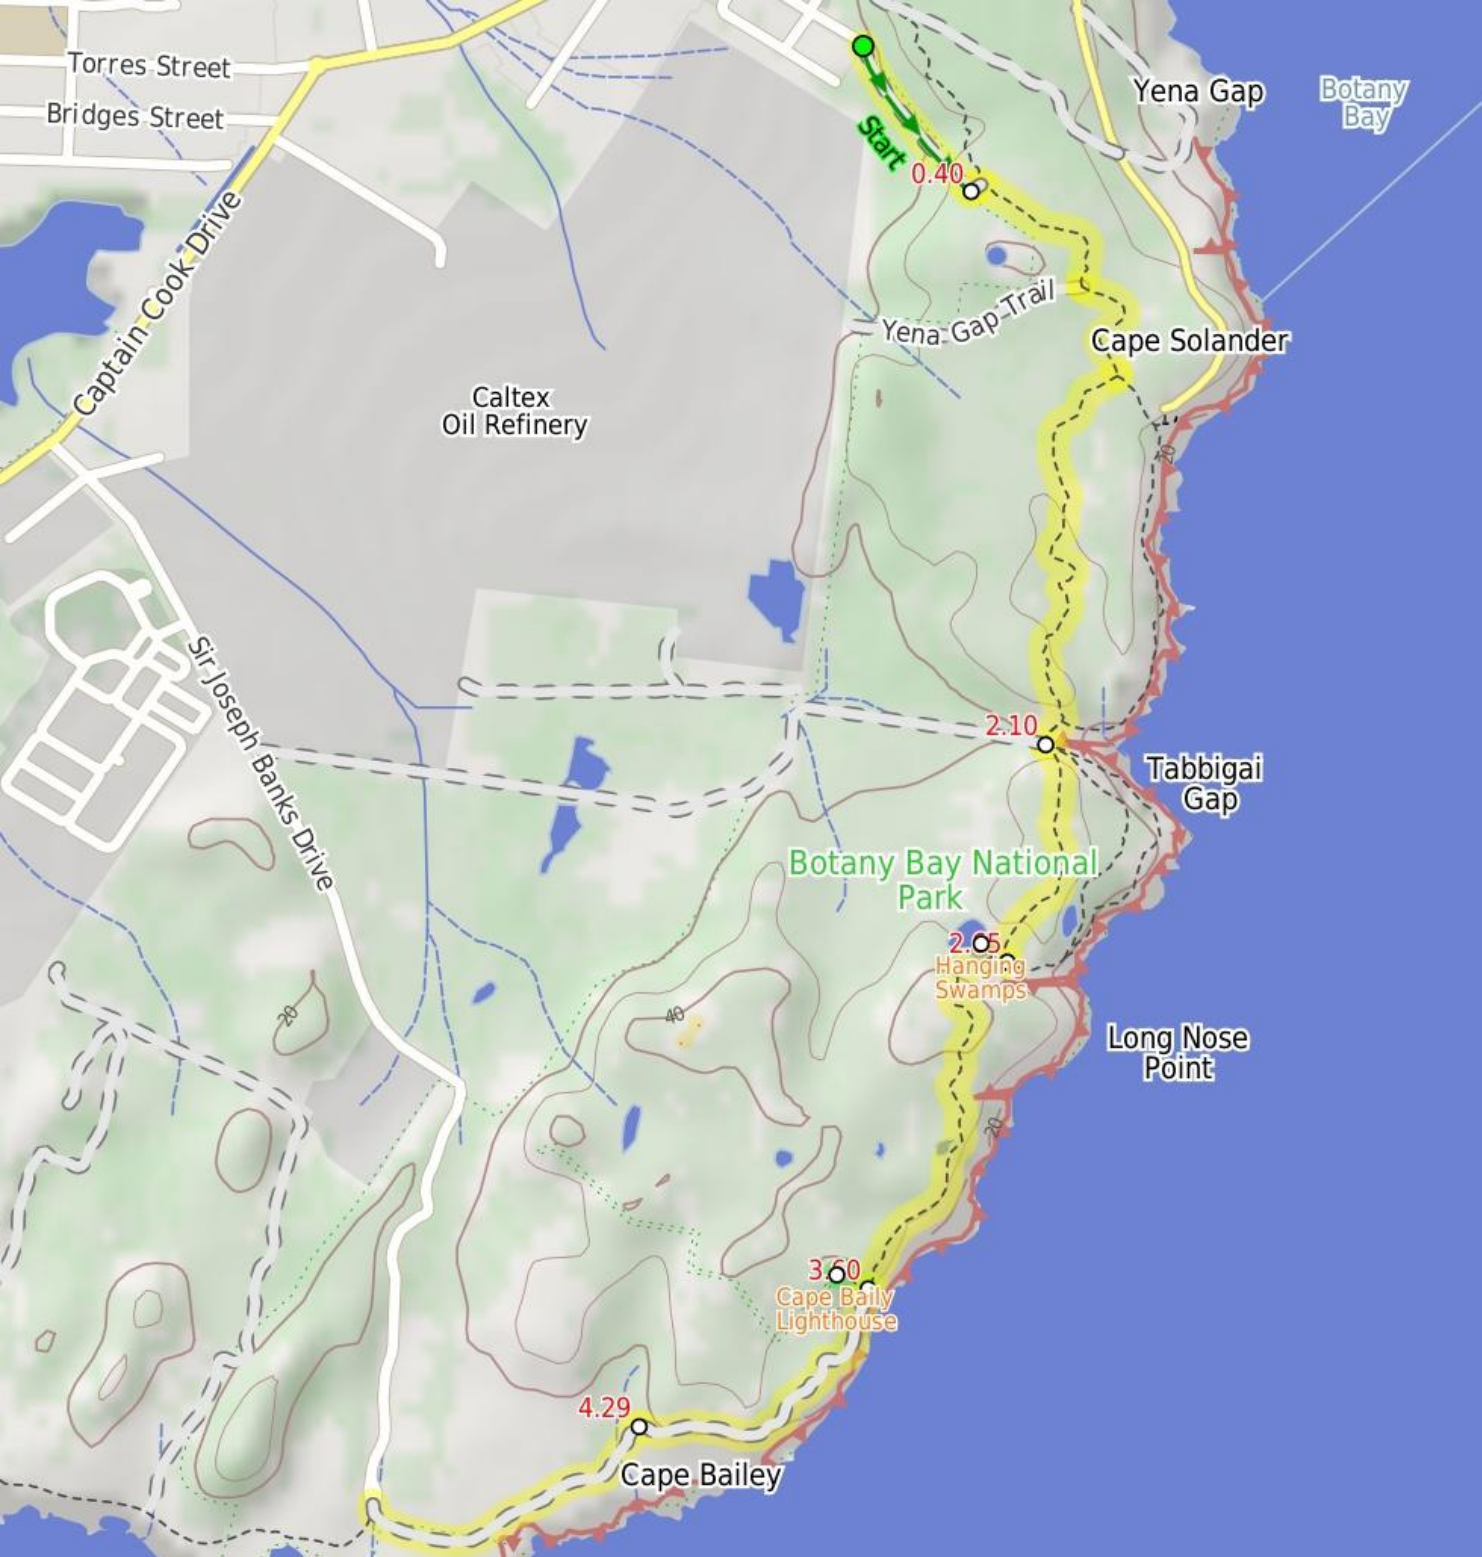 Torres Street
Bridges Street
Captain Cook Drive
Start
0.40
Yena Gap
Botany
Bay
Yena Gap Trail
Cape Solander
Caltex
Oil Refinery
20
Sir Joseph Banks Drive
2.10
Tabbigai
Gap
Botany Bay National
Park
Hanging
Swamps
20
40
Long Nose
Point
20
3.60
Cape Baily
Lighthouse
4.29
Cape Bailey